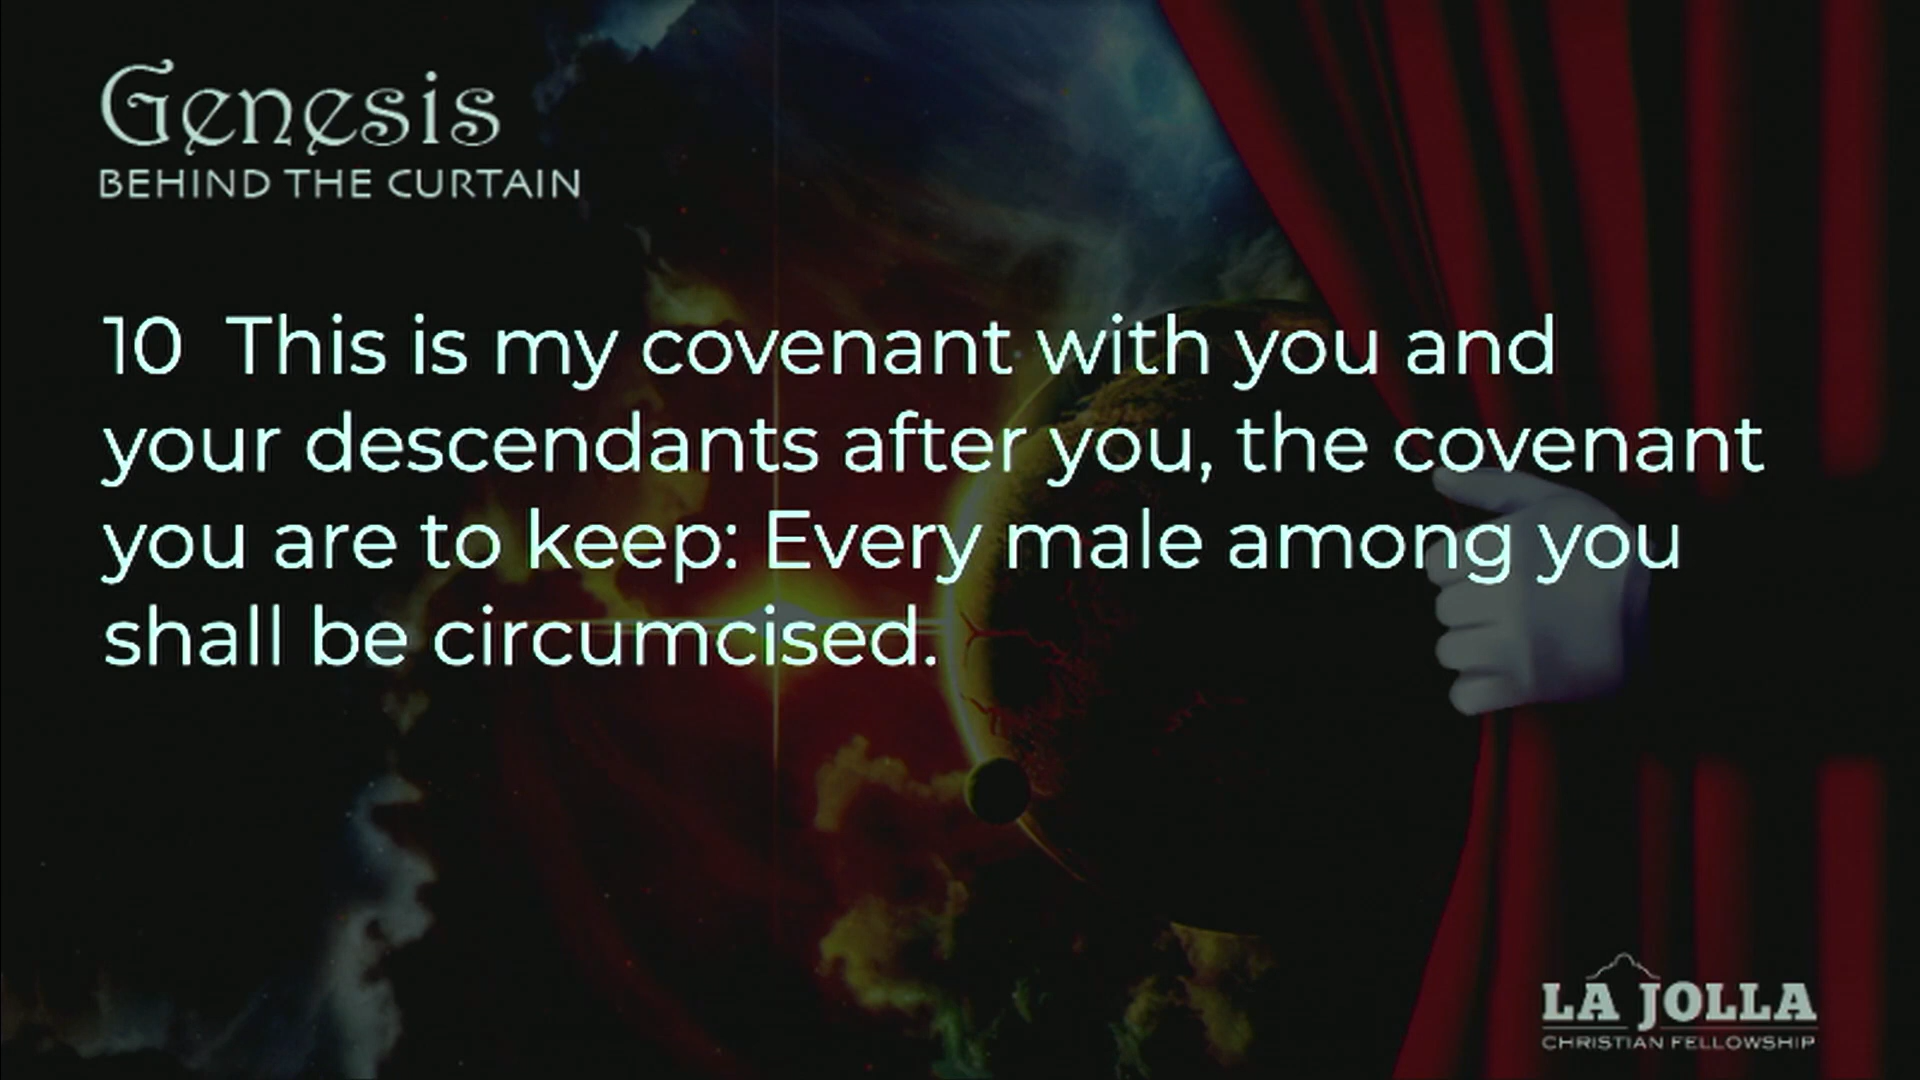 Genesis
BEHIND THE CURTAIN
10  This is my covenant with you and
your descendants after you, the covenant
you are to keep: Every male among you
shall be circumcised.
LA JOLLA
CHRISTIAN FELLOWSHIP